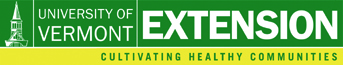 UNIVERSITY OF
VERMONT
EXTENSION
CULTIVATING HEALTHY COMMUNITIES